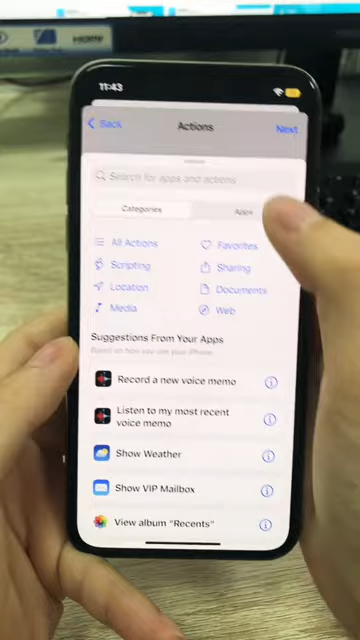 HDMI
11:43
Back
Actions
Next
Search for apps and actions
Categories
Apps
All Actions
Favorites
Scripting
Sharing
Location
Documents
Media
Web
Suggestions From Your Apps
Based on how you use your iPhone.
Record a new voice memo
Listen to my most recent
voice memo
Show Weather
Show VIP Mailbox
View album "Recents"